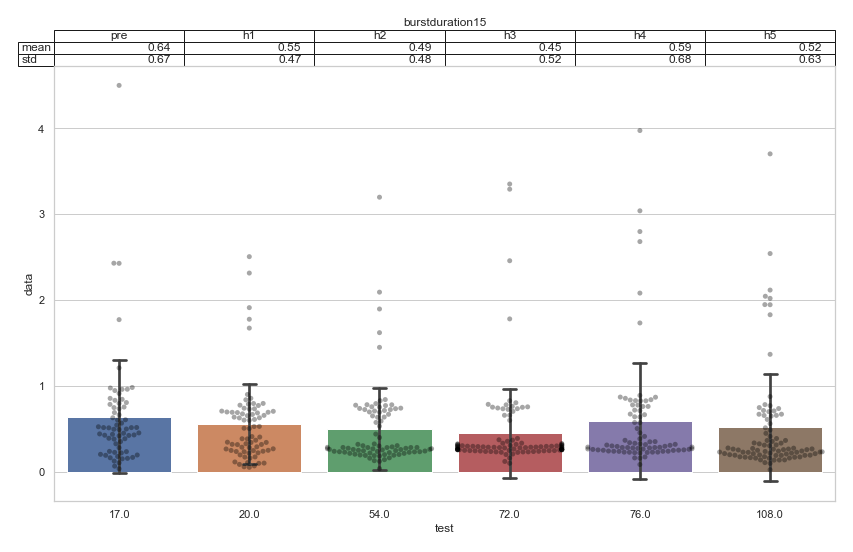 burstduration15
pre h1 h2 h3 h4 h5
mean 0.64 0.55 0.49 0.45 0.59 0.52
std 0.67 0.47 0.48 0.52 0.68 0.63
4
3
data
2
1
0
17.0 20.0 54.0 72.0 76.0 108.0
test